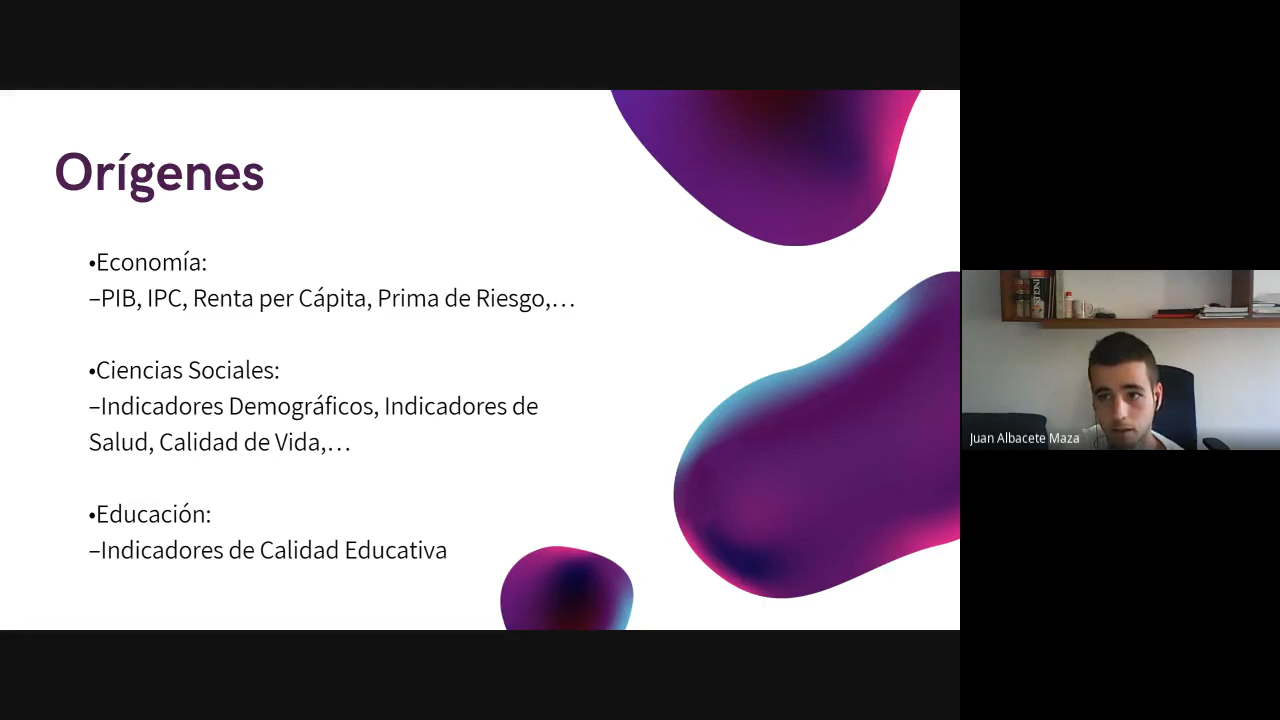 Orígenes
•Economía:
–PIB, IPC, Renta per Cápita, Prima de Riesgo,…
•Ciencias Sociales:
–Indicadores Demográficos, Indicadores de
Salud, Calidad de Vida,…
•Educación:
–Indicadores de Calidad Educativa
Juan Albacete Maza